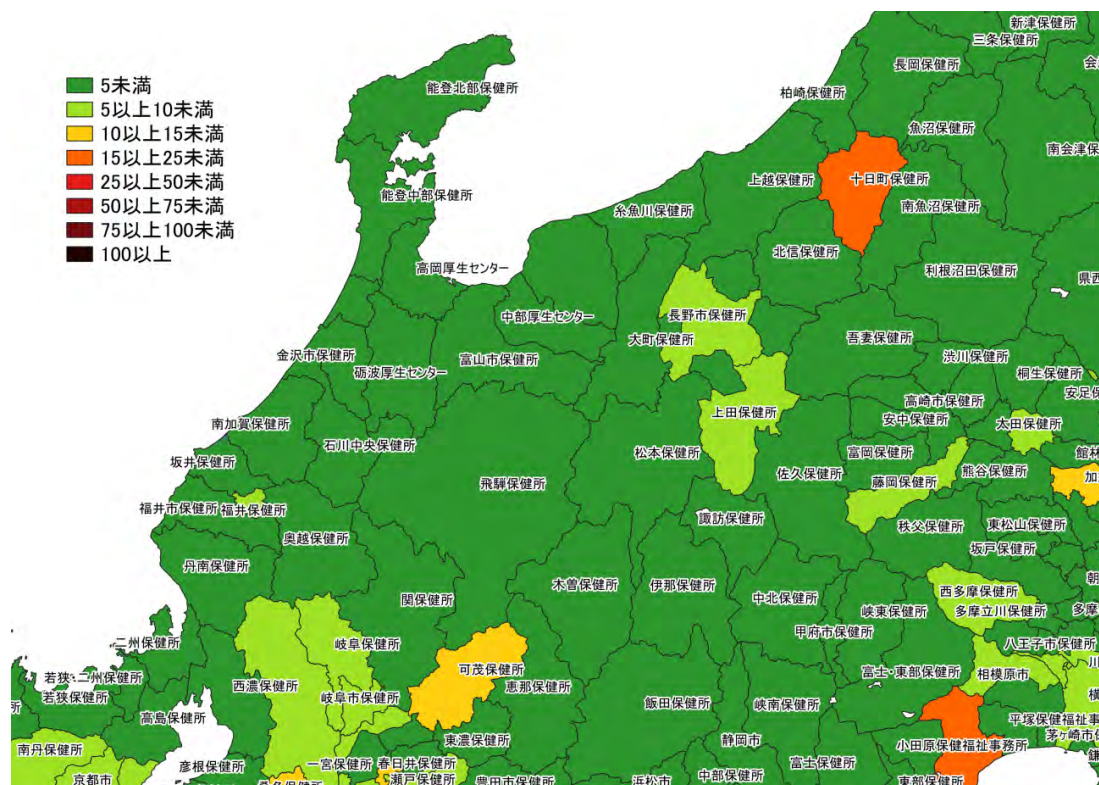 新津保健所
三条保健所
長岡保健所
会
5未満
能登北部保健所
5以上10未満
柏崎保健所
10以上15未満
魚沼保健所
15以上25未満
南会津保
25以上50未満
上越保健所
十日町保健所
能登中部保健所
50以上75未満
糸魚川保健所
南魚沼保健所
75以上100未満
100以上
北信保健所
高岡厚生センター
利根沼田保健所
県西
中部厚生センター
長野市保健所
大町保健所
吾妻保健所
金沢市保健所
富山市保健所
渋川保健所
砺波厚生センター
桐生保健所
安足保
高崎市保健所
上田保健所
安中保健所
太田保健所
南加賀保健所
石川中央保健所
松本保健所
富岡保健所
館林
坂井保健所
佐久保健所
熊谷保健所
加
飛騨保健所
藤岡保健所
福井市保健所
福井保健所
諏訪保健所
秩父保健所
東松山保健所
奥越保健所
坂戸保健所
丹南保健所
木曽保健所
伊那保健所
朝
関保健所
中北保健所
西多摩保健所
峡東保健所
多摩立川保健所
多摩
甲府市保健所
二州保健所
岐阜保健所
八王子市保健所
川
可茂保健所
富士・東部保健所
相模原市
若狭・二州保健所
西濃保健所
恵那保健所
若狭保健所
岐阜市保健所
飯田保健所
峡南保健所
横
高島保健所
平塚保健福祉事
茅ヶ崎市保
東濃保健所
静岡市
小田原保健福祉事務所
南丹保健所
鎌
彦根保健所
一宮保健所
春日井保健所
富士保健所
京都市
瀬戸保健所
豊田市保健所
浜松市
中部保健所
東部保健所